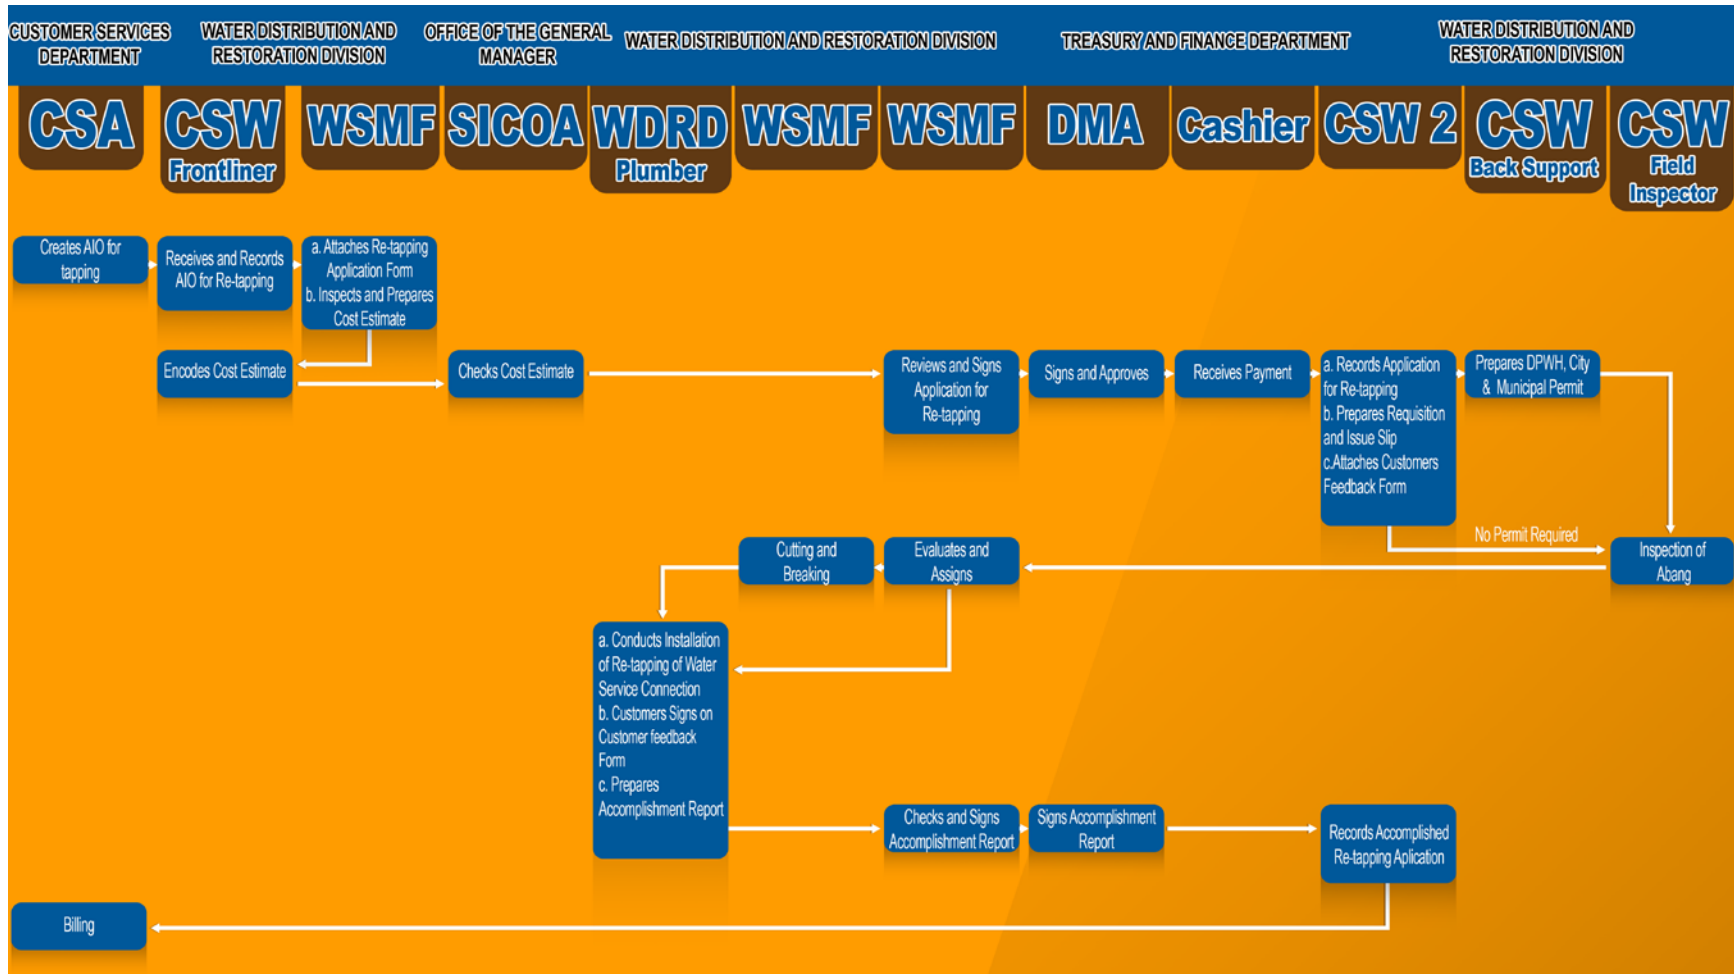 CUSTOMER SERVICES
DEPARTMENT
WATER DISTRIBUTION AND
RESTORATION DIVISION
OFFICE OF THE GENERAL
MANAGER
WATER DISTRIBUTION AND RESTORATION DIVISION
TREASURY AND FINANCE DEPARTMENT
WATER DISTRIBUTION AND
RESTORATION DIVISION
CSA
CSW
Frontliner
WSMF
SICOA
WDRD
Plumber
WSMF
WSMF
DMA
Cashier
CSW 2
CSW
Back Support
CSW
Field
Inspector
Creates AIO for
tapping
Receives and Records
AIO for Re-tapping
a. Attaches Re-tapping
Application Form
b. Inspects and Prepares
Cost Estimate
Encodes Cost Estimate
Checks Cost Estimate
Reviews and Signs
Application for
Re-tapping
Signs and Approves
Receives Payment
a. Records Application
for Re-tapping
b. Prepares Requisition
and Issue Slip
c.Attaches Customers
Feedback Form
Prepares DPWH, City
& Municipal Permit
No Permit Required
Inspection of
Abang
Evaluates and
Assigns
Cutting and
Breaking
a. Conducts Installation
of Re-tapping of Water
Service Connection
b. Customers Signs on
Customer feedback
Form
c. Prepares
Accomplishment Report
Checks and Signs
Accomplishment Report
Signs Accomplishment
Report
Records Accomplished
Re-tapping Aplication
Billing